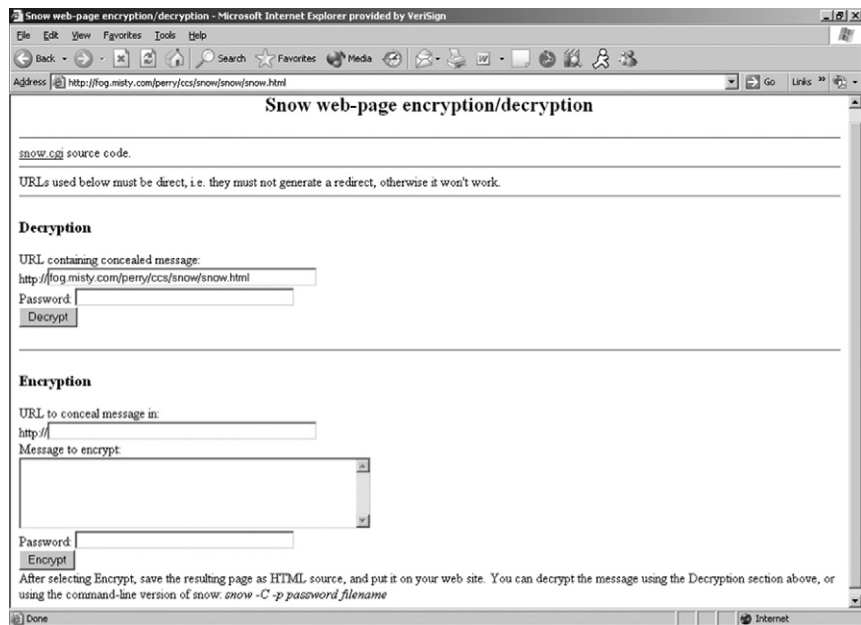 Snow web-page encryption/decryption - Microsoft Internet Explorer provided by VeriSign
File Edit View Favorites Tools Help
Back Search Favorites Media
Address http://fog.misty.com/perry/ccs/snow/snow/snow.html Go Links »
Snow web-page encryption/decryption
snow.cgi source code.
URLs used below must be direct, i.e. they must not generate a redirect, otherwise it won't work.
Decryption
URL containing concealed message:
http://fog.misty.com/perry/ccs/snow/snow.html
Password:
Decrypt
Encryption
URL to conceal message in:
http://
Message to encrypt:
Password:
Encrypt
After selecting Encrypt, save the resulting page as HTML source, and put it on your web site. You can decrypt the message using the Decryption section above, or
using the command-line version of snow: snow -C -p password filename
Done Internet